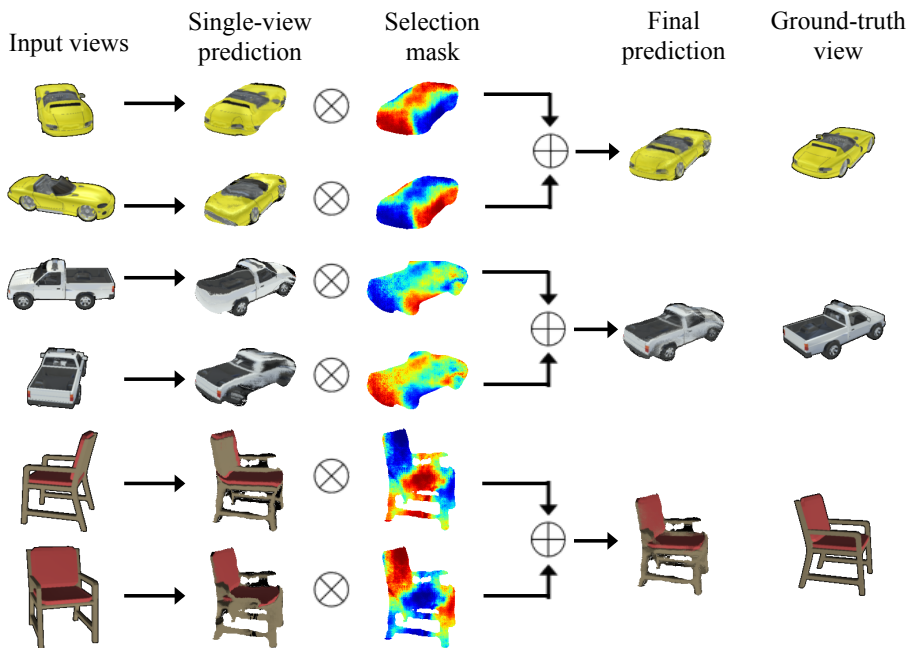 Input views
Single-view
prediction
Selection
mask
Final
prediction
Ground-truth
view